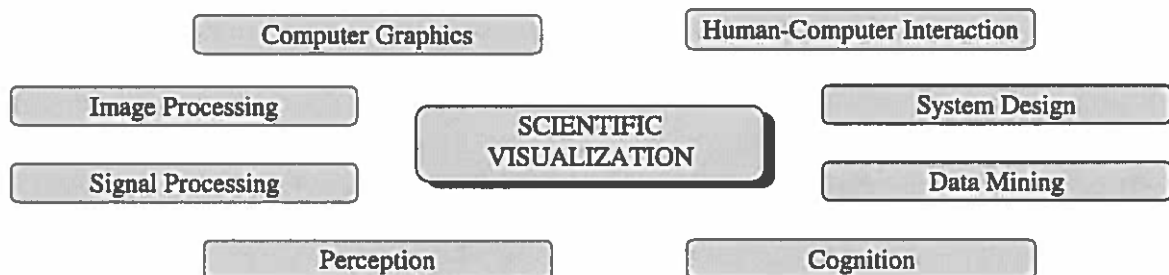 Computer Graphics
Human-Computer Interaction
Image Processing
SCIENTIFIC
VISUALIZATION
System Design
Signal Processing
Data Mining
Perception
Cognition